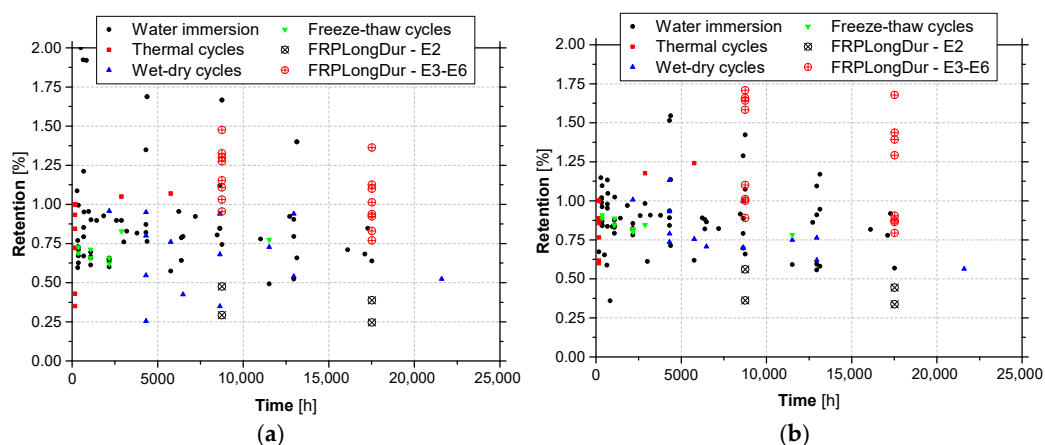 Water immersion
Thermal cycles
Wet-dry cycles
Freeze-thaw cycles
FRPLongDur - E2
FRPLongDur - E3-E6
Retention [%]
2.00
1.75
1.50
1.25
1.00
0.75
0.50
0.25
0.00
0 5000 10,000 15,000 20,000 25,000
Time [h]
(a)
Water immersion
Thermal cycles
Wet-dry cycles
Freeze-thaw cycles
FRPLongDur - E2
FRPLongDur - E3-E6
Retention [%]
2.00
1.75
1.50
1.25
1.00
0.75
0.50
0.25
0.00
0 5000 10,000 15,000 20,000 25,000
Time [h]
(b)